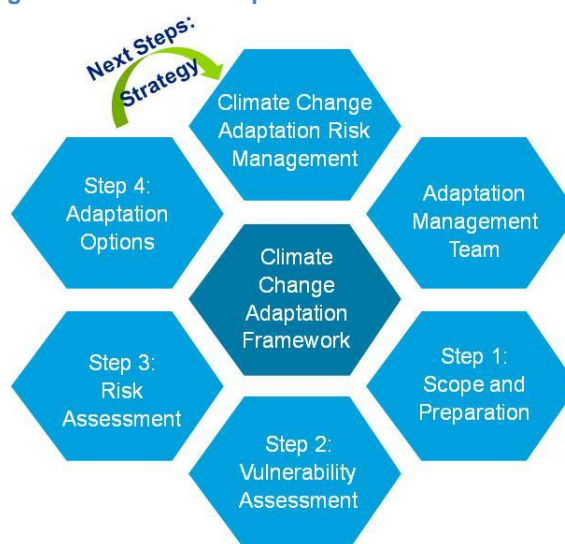 Next Steps:
Strategy
Climate Change
Adaptation Risk
Management
Adaptation
Management
Team
Step 1:
Scope and
Preparation
Step 2:
Vulnerability
Assessment
Step 3:
Risk
Assessment
Step 4:
Adaptation
Options
Climate
Change
Adaptation
Framework